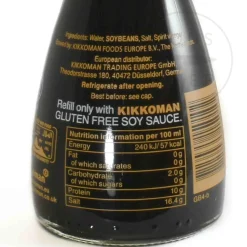 Ingredients: Water, SOYBEANS, Salt, Spirit
by: KIKKOMAN FOODS EUROPE B.V., The
European distributor:
KIKKOMAN TRADING EUROPE GmbH,
Theodorstrasse 180, 40472 Düsseldorf, Germ
Refrigerate after opening.
Best before: see cap.
Refill only with KIKKOMAN
GLUTEN FREE SOY SAUCE.
Nutrition information per 100 ml
Energy 240 kJ/57 kcal
Fat 0 g
of which saturates 0 g
Carbohydrate 2.0 g
of which sugars 0 g
Protein 10 g
Salt 16.4 g